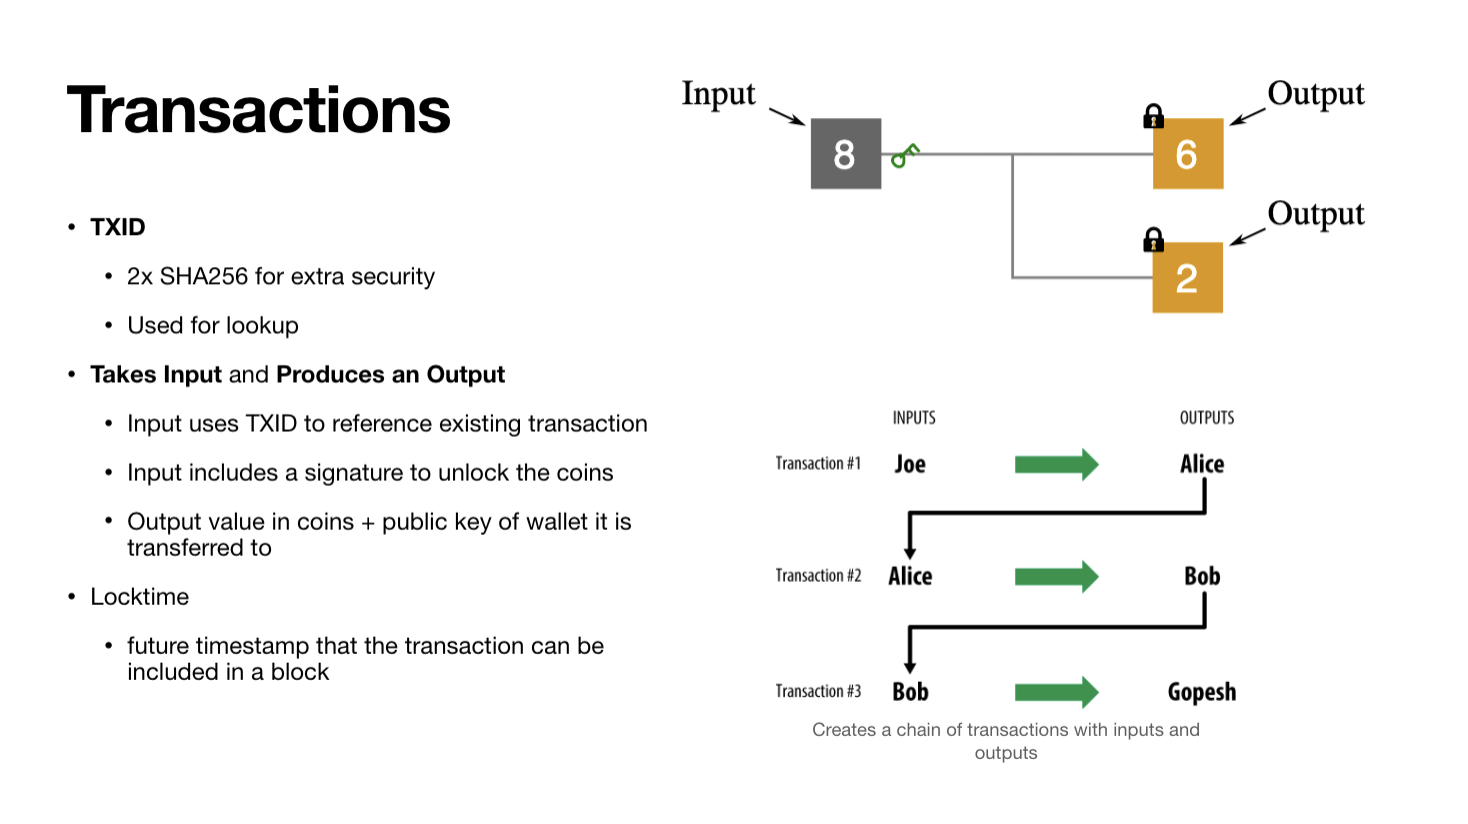 Transactions
• TXID
• 2x SHA256 for extra security
• Used for lookup
• Takes Input and Produces an Output
• Input uses TXID to reference existing transaction
• Input includes a signature to unlock the coins
• Output value in coins + public key of wallet it is
transferred to
• Locktime
• future timestamp that the transaction can be
included in a block
Input
Output
8
6
Output
2
INPUTS OUTPUTS
Transaction #1 Joe Alice
Transaction #2 Alice Bob
Transaction #3 Bob Gopesh
Creates a chain of transactions with inputs and
outputs